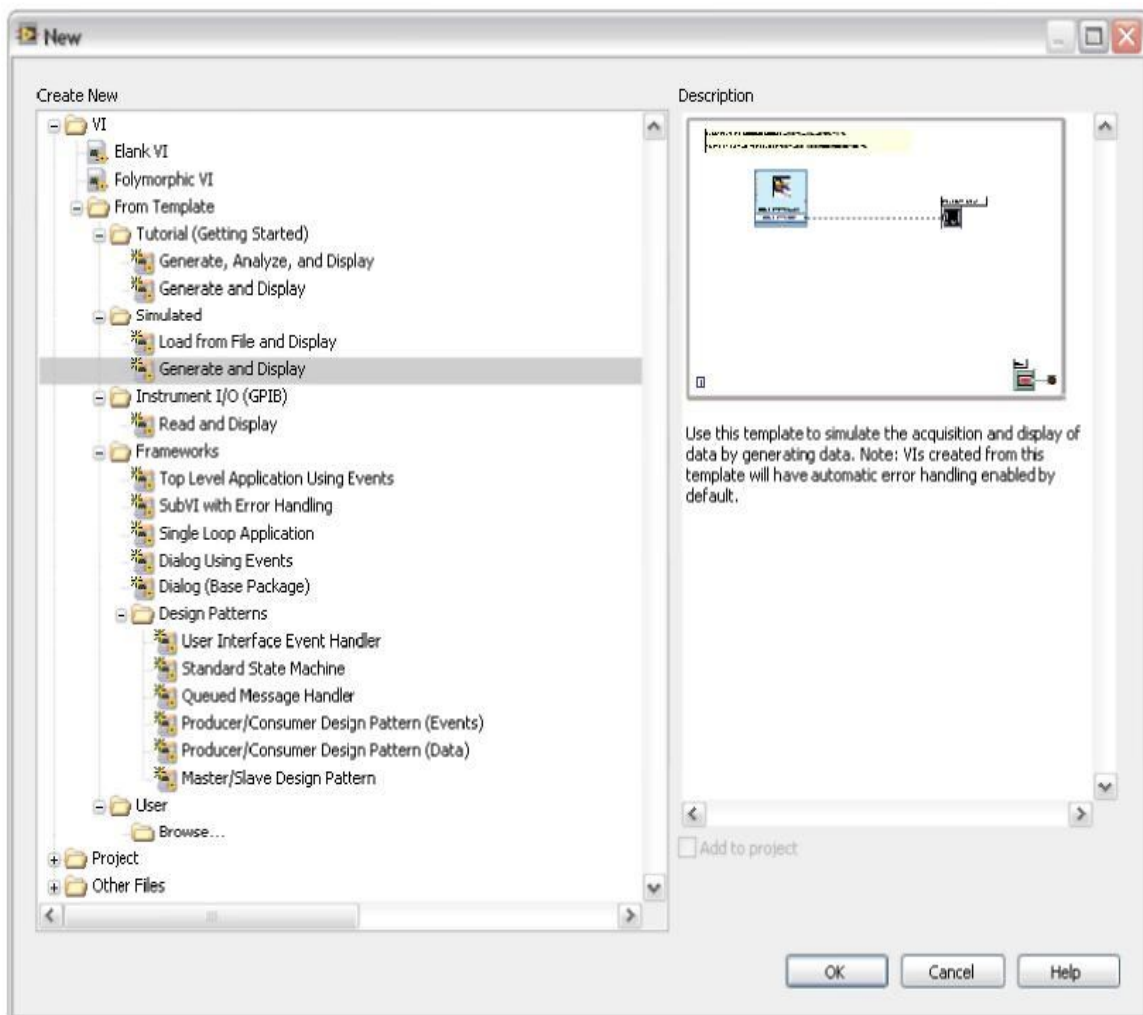 New
Create New
VI
Elank VI
Folymorphic VI
From Template
Tutorial (Getting Started)
Generate, Analyze, and Display
Generate and Display
Simulated
Load from File and Display
Generate and Display
Instrument I/O (GPIB)
Read and Display
Frameworks
Top Level Application Using Events
SubVI with Error Handling
Single Loop Application
Dialog Using Events
Dialog (Base Package)
Design Patterns
User Interface Event Handler
Standard State Machine
Queued Message Handler
Producer/Consumer Design Pattern (Events)
Producer/Consumer Design Pattern (Data)
Master/Slave Design Pattern
User
Browse...
Project
Other Files
Description
i
Use this template to simulate the acquisition and display of
data by generating data. Note: VIs created from this
template will have automatic error handling enabled by
default.
Add to project
OK
Cancel
Help